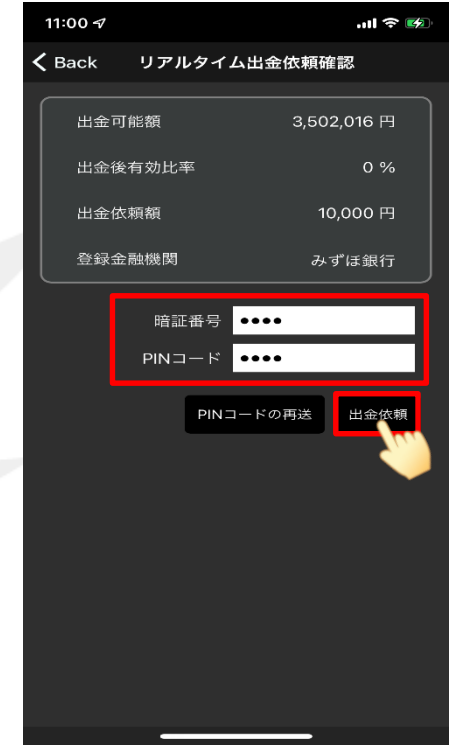 11:00
Back リアルタイム出金依頼確認
出金可能額 3,502,016 円
出金後有効比率 0 %
出金依頼額 10,000 円
登録金融機関 みずほ銀行
暗証番号 ••••
PINコード ••••
PINコードの再送 出金依頼